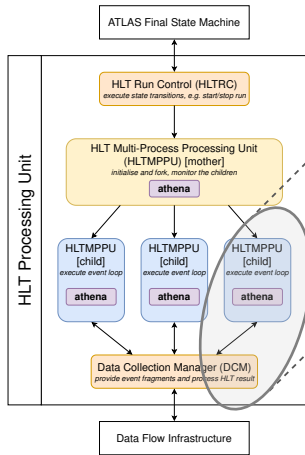 ATLAS Final State Machine
HLT Processing Unit
HLT Run Control (HLTRC)
execute state transitions, e.g. start/stop run
HLT Multi-Process Processing Unit
(HLTMPPU) [mother]
initialise and fork, monitor the children
athena
HLTMPPU
[child]
execute event loop
athena
HLTMPPU
[child]
execute event loop
athena
HLTMPPU
[child]
execute event loop
athena
Data Collection Manager (DCM)
provide event fragments and process HLT result
Data Flow Infrastructure